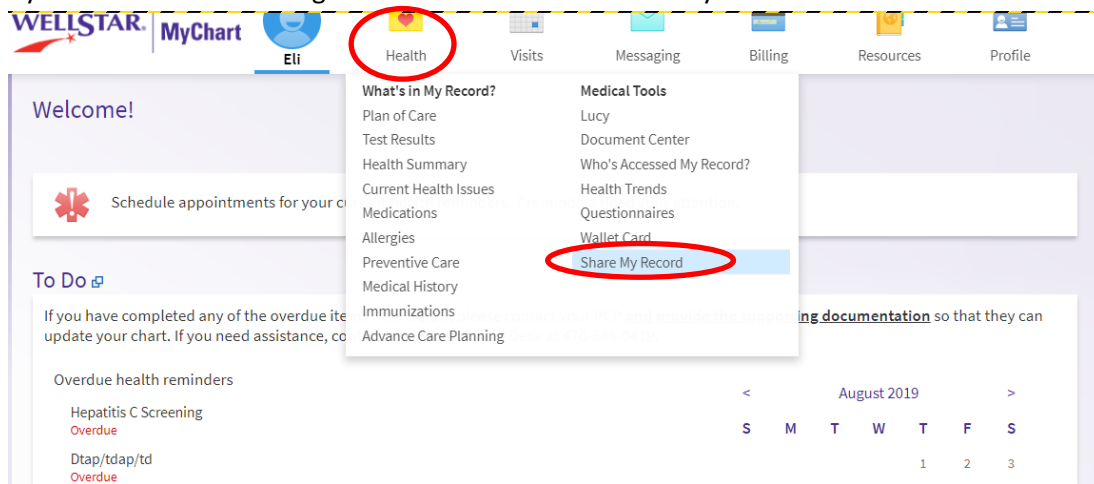 WELLSTAR. MyChart
Eli
Health
Visits
Messaging
Billing
Resources
Profile
Welcome!
What's in My Record?
Plan of Care
Test Results
Health Summary
Current Health Issues
Medications
Allergies
Preventive Care
Medical History
Immunizations
Advance Care Planning
Medical Tools
Lucy
Document Center
Who's Accessed My Record?
Health Trends
Questionnaires
Wallet Card
Share My Record
Schedule appointments for your
To Do
If you have completed any of the overdue documentation so that they can
update your chart. If you need assistance,
Overdue health reminders
Hepatitis C Screening
Overdue
Dtap/tdap/td
Overdue
< August 2019 >
S M T W T F S
1 2 3